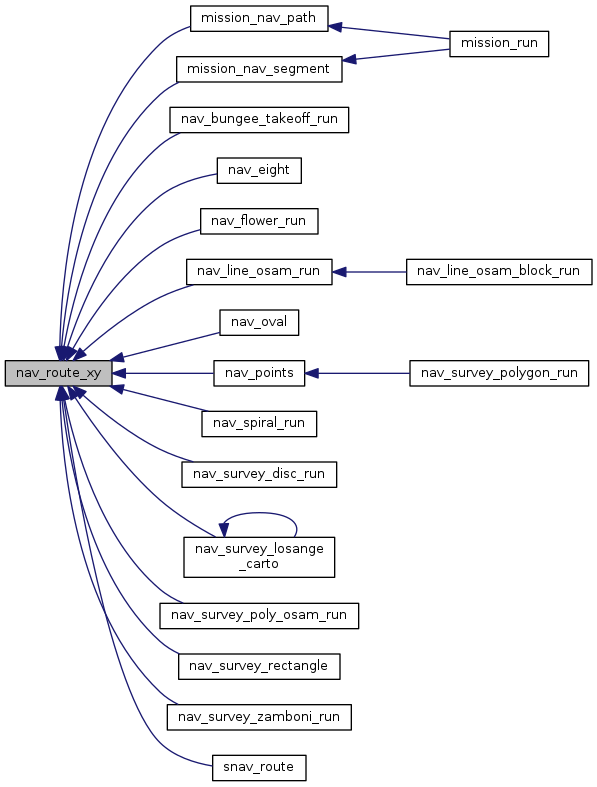 mission_nav_path
mission_run
mission_nav_segment
nav_bungee_takeoff_run
nav_eight
nav_flower_run
nav_line_osam_run
nav_line_osam_block_run
nav_oval
nav_route_xy
nav_points
nav_survey_polygon_run
nav_spiral_run
nav_survey_disc_run
nav_survey_losange
_carto
nav_survey_poly_osam_run
nav_survey_rectangle
nav_survey_zamboni_run
snav_route